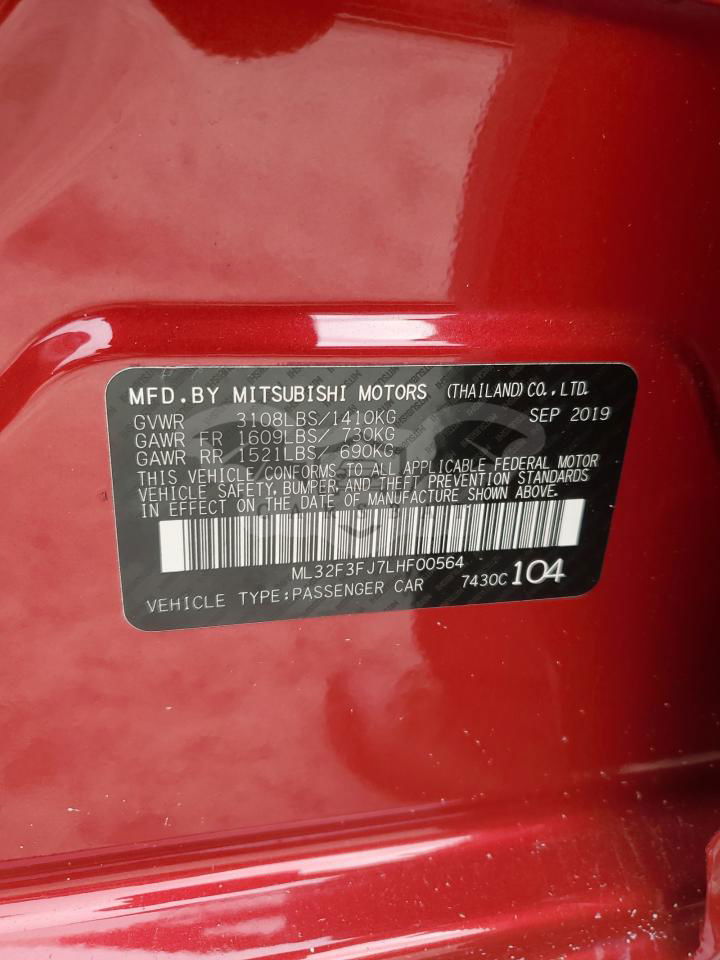 MFD.BY MITSUBISHI MOTORS (THAILAND)CO.,LTD.
GVWR 3108LBS/1410KG SEP 2019
GAWR FR 1609LBS/ 730KG
GAWR RR 1521LBS/ 690KG
THIS VEHICLE CONFORMS TO ALL APPLICABLE FEDERAL MOTOR
VEHICLE SAFETY, BUMPER, AND THEFT PREVENTION STANDARDS
IN EFFECT ON THE DATE OF MANUFACTURE SHOWN ABOVE.
ML32F3FJ7LHF00564
VEHICLE TYPE:PASSENGER CAR 7430C 104